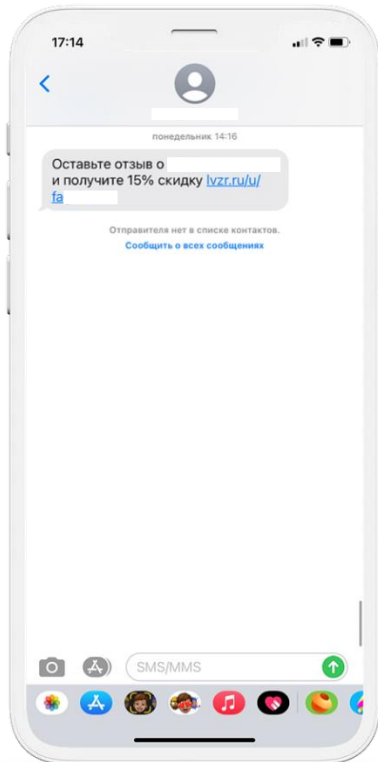 17:14
понедельник 14:16
Оставьте отзыв о
и получите 15% скидку lvzr.ru/u/
fa
Отправителя нет в списке контактов.
Сообщить о всех сообщениях
SMS/MMS